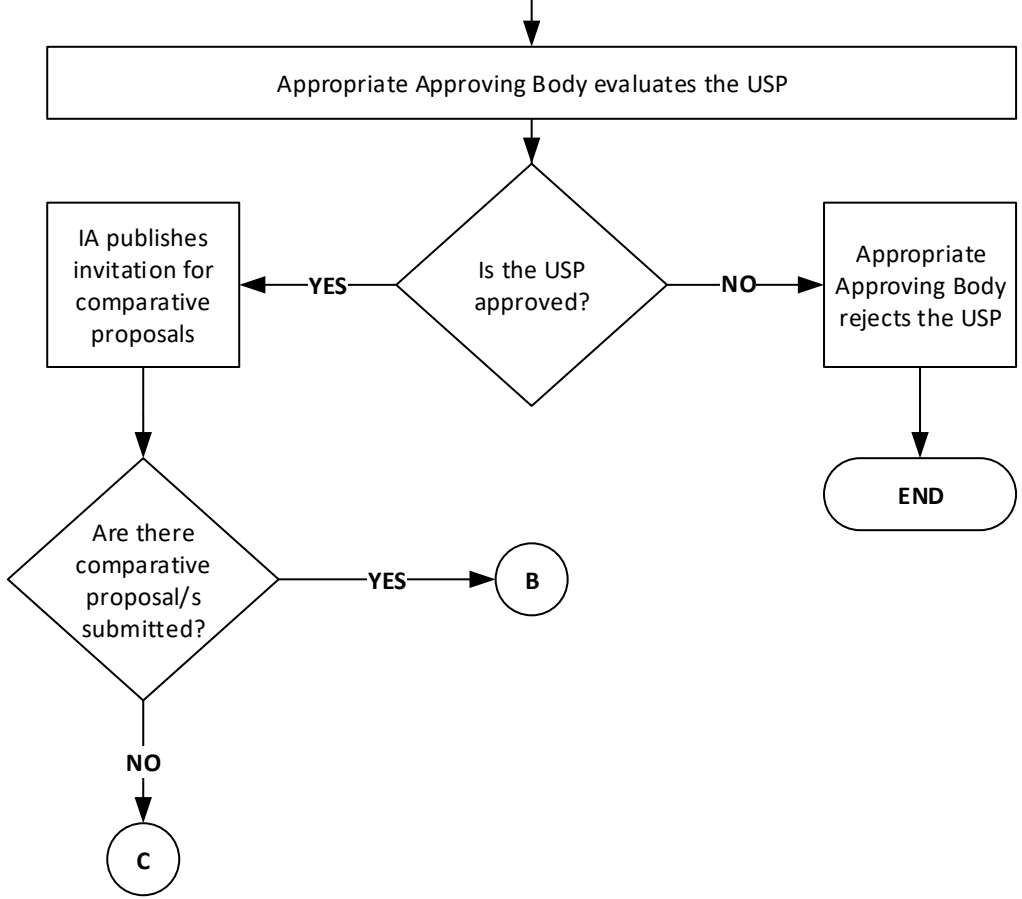 Appropriate Approving Body evaluates the USP
IA publishes
invitation for
comparative
proposals
YES
Is the USP
approved?
NO
Appropriate
Approving Body
rejects the USP
END
Are there
comparative
proposal/s
submitted?
YES
B
NO
C